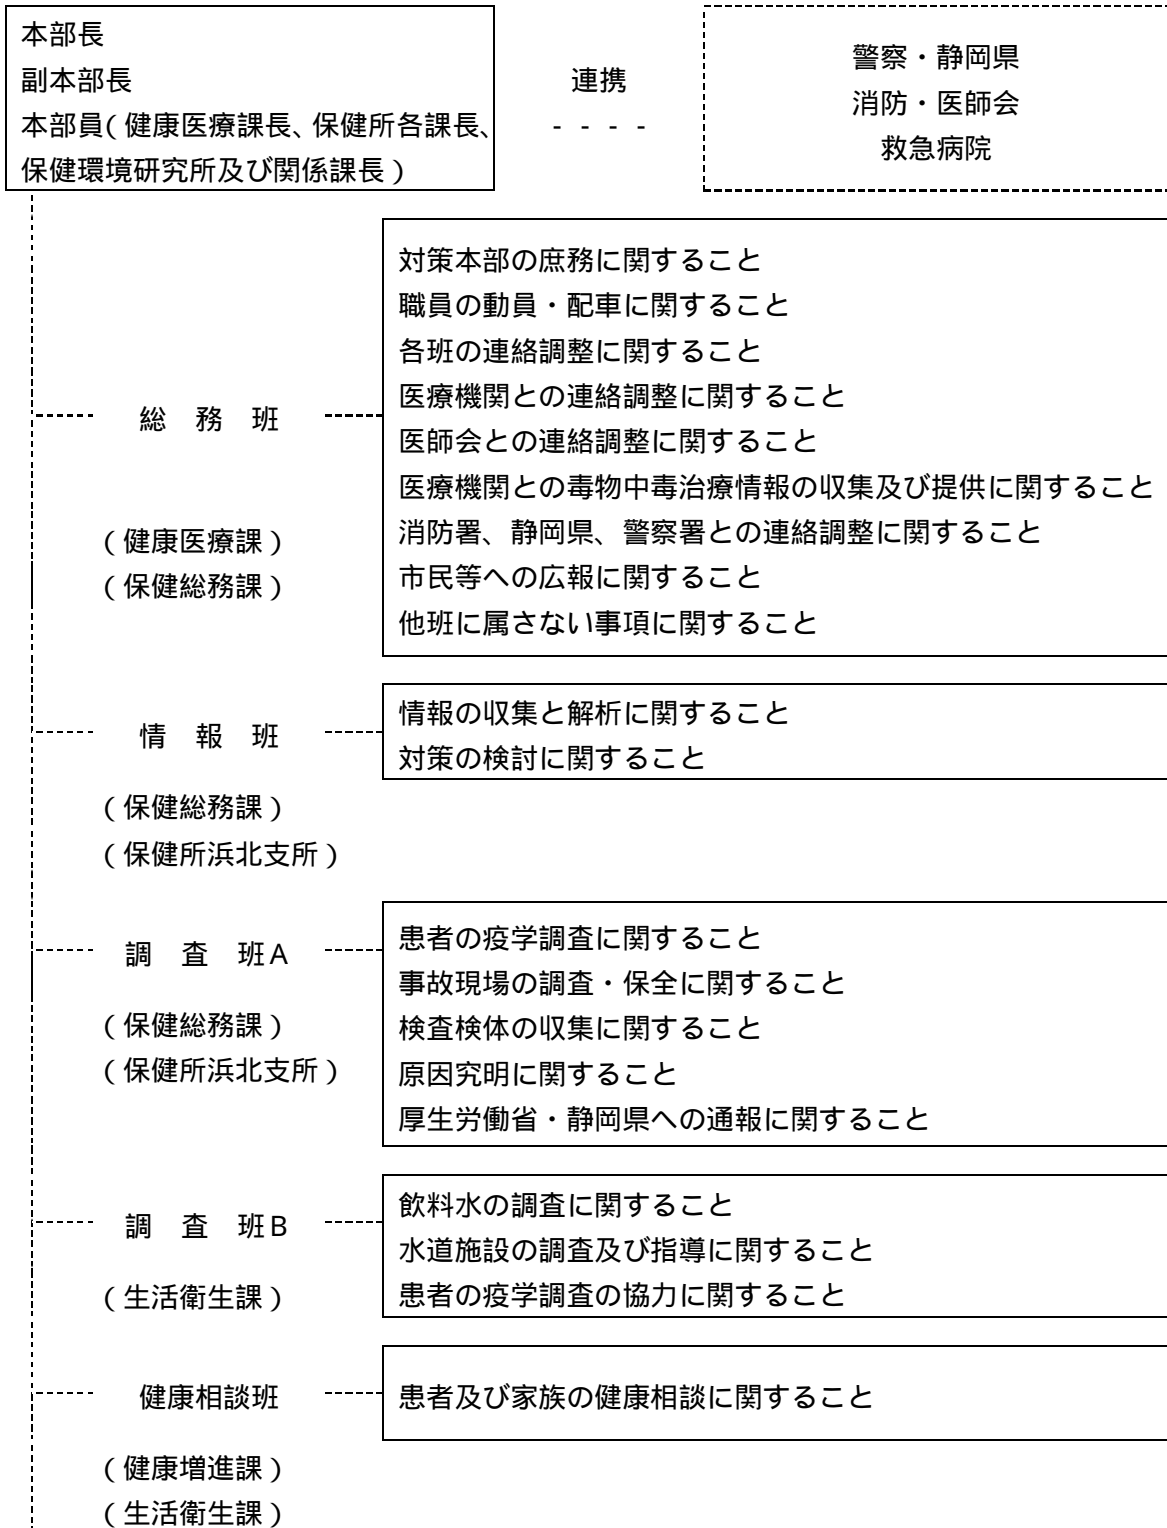 本部長
副本部長
本部員(健康医療課長、保健所各課長、
保健環境研究所及び関係課長)
連携
- - - -
警察・静岡県
消防・医師会
救急病院
総　務　班
(健康医療課)
(保健総務課)
対策本部の庶務に関すること
職員の動員・配車に関すること
各班の連絡調整に関すること
医療機関との連絡調整に関すること
医師会との連絡調整に関すること
医療機関との毒物中毒治療情報の収集及び提供に関すること
消防署、静岡県、警察署との連絡調整に関すること
市民等への広報に関すること
他班に属さない事項に関すること
情　報　班
(保健総務課)
(保健所浜北支所)
情報の収集と解析に関すること
対策の検討に関すること
調　査　班A
(保健総務課)
(保健所浜北支所)
患者の疫学調査に関すること
事故現場の調査・保全に関すること
検査検体の収集に関すること
原因究明に関すること
厚生労働省・静岡県への通報に関すること
調　査　班B
(生活衛生課)
飲料水の調査に関すること
水道施設の調査及び指導に関すること
患者の疫学調査の協力に関すること
健康相談班
(健康増進課)
(生活衛生課)
患者及び家族の健康相談に関すること